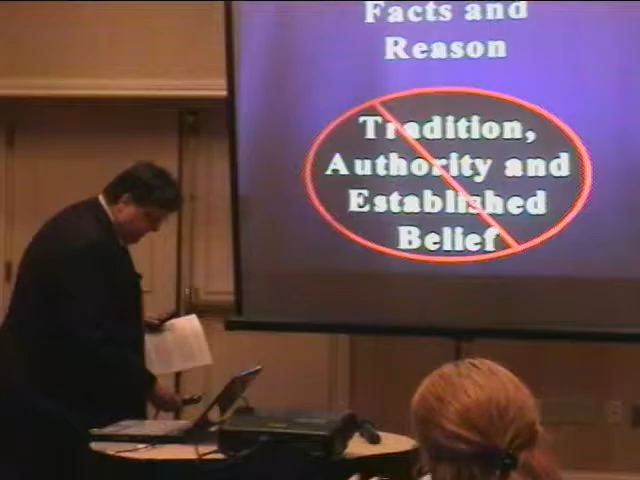 Facts and
Reason
Tradition,
Authority and
Established
Belief